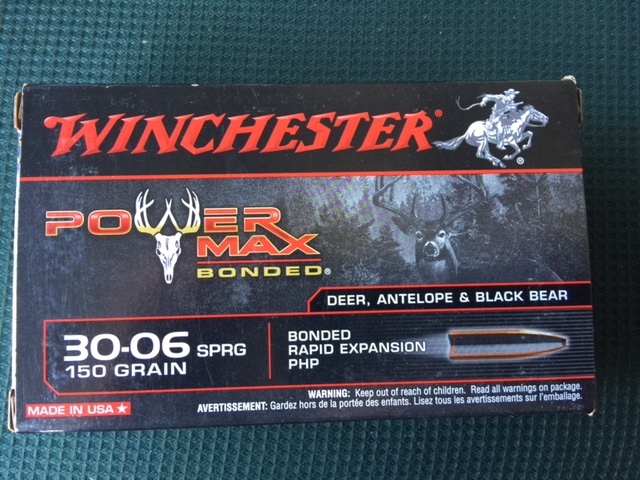 WINCHESTER®
®
POWER
MAX
BONDED®
DEER, ANTELOPE & BLACK BEAR
30-06 SPRG
150 GRAIN
BONDED
RAPID EXPANSION
PHP
MADE IN USA
WARNING: Keep out of reach of children. Read all warnings on package.
AVERTISSEMENT: Gardez hors de la portée des enfants. Lisez tous les avertissements sur l'emballage.